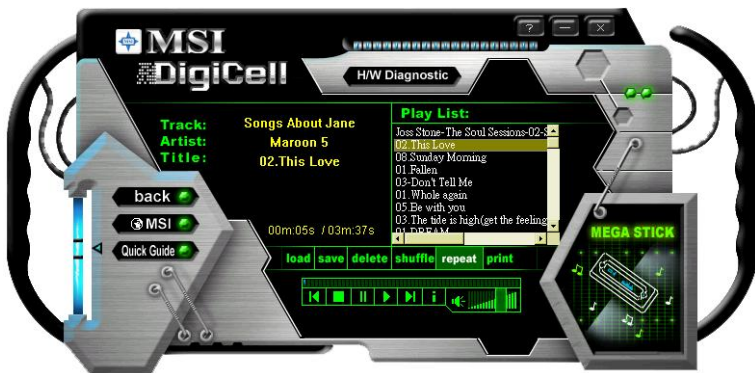 MSI
DigiCell
H/W Diagnostic
?
Track: Songs About Jane
Artist: Maroon 5
Title: 02.This Love
Play List:
Joss Stone-The Soul Sessions-02-S
02.This Love
08.Sunday Morning
01.Fallen
03-Don't Tell Me
01.Whole again
05.Be with you
03.The tide is high(get the feeling
01.DREAM
00m:05s / 03m:37s
back
MSI
Quick Guide
load save delete shuffle repeat print
i
MEGA STICK